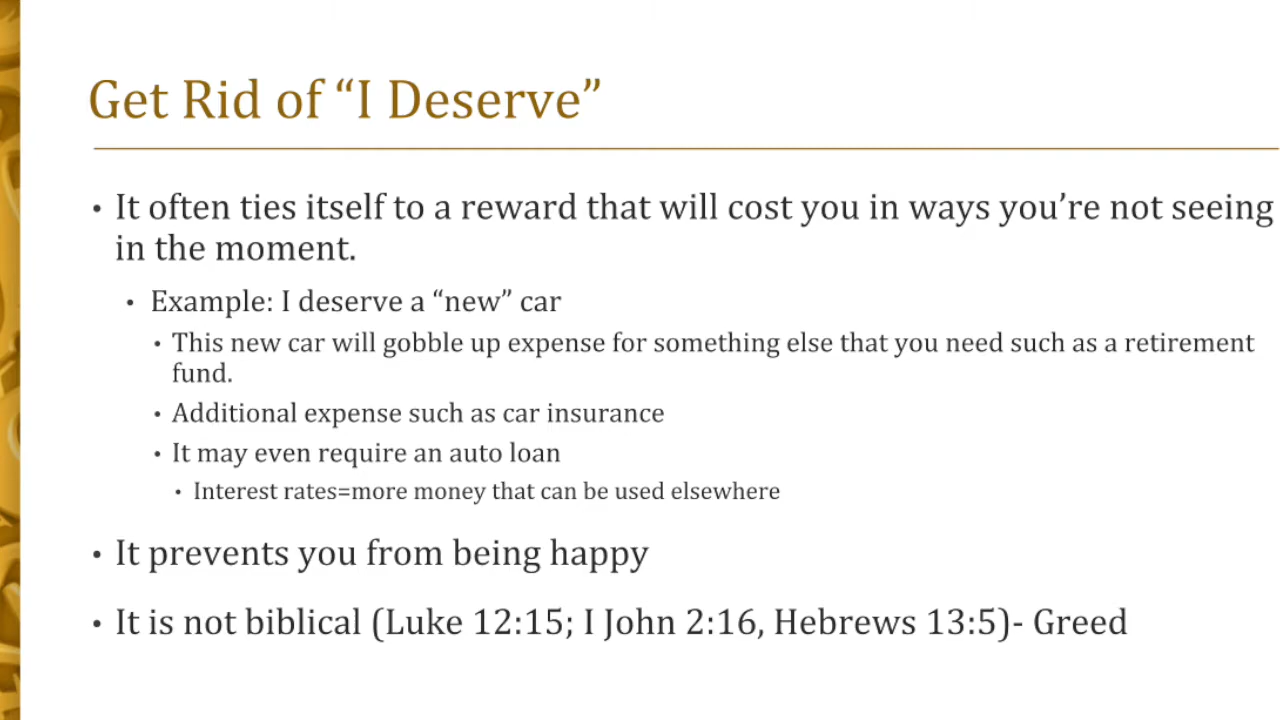 Get Rid of “I Deserve”
• It often ties itself to a reward that will cost you in ways you’re not seeing
in the moment.
• Example: I deserve a “new” car
• This new car will gobble up expense for something else that you need such as a retirement
fund.
• Additional expense such as car insurance
• It may even require an auto loan
• Interest rates=more money that can be used elsewhere
• It prevents you from being happy
• It is not biblical (Luke 12:15; I John 2:16, Hebrews 13:5)- Greed